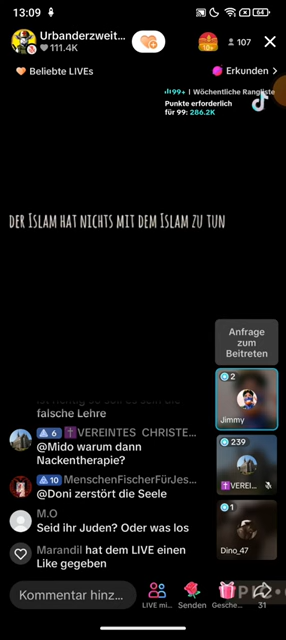 13:09
64
Urbanderzweit...
111.4K
107
Beliebte LIVEs
Erkunden >
99+ | Wöchentliche Rangliste
Punkte erforderlich
für 99: 286.2K
DER ISLAM HAT NICHTS MIT DEM ISLAM ZU TUN
Anfrage
zum
Beitreten
2
Jimmy
falsche Lehre
6 VEREINTES CHRISTE...
@Mido warum dann
Nackentherapie?
239
VEREI...
10 MenschenFischerFürJes...
@Doni zerstört die Seele
M.O
Seid ihr Juden? Oder was los
1
Dino_47
Marandil hat dem LIVE einen
Like gegeben
Kommentar hinz...
LIVE mi...
Senden
Gesche...
31